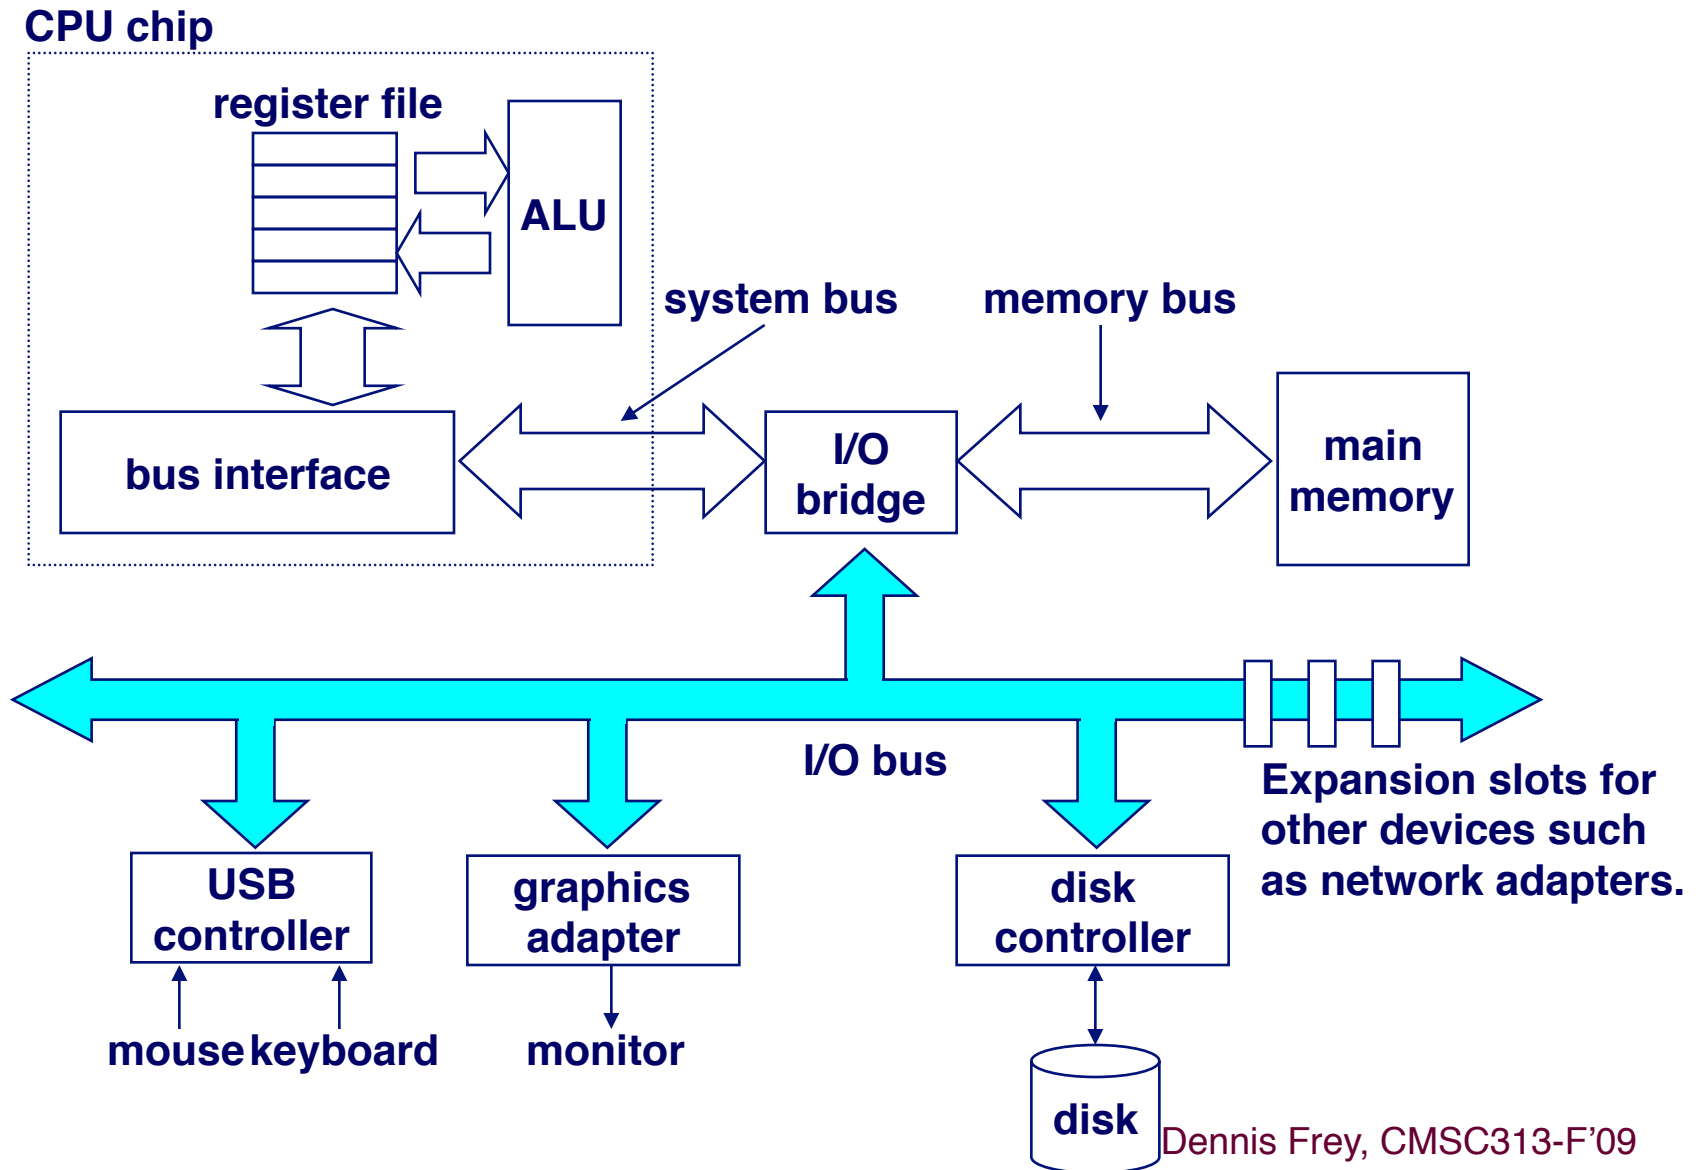 CPU chip
register file
ALU
system bus
memory bus
bus interface
I/O
bridge
main
memory
I/O bus
Expansion slots for
other devices such
as network adapters.
USB
controller
graphics
adapter
disk
controller
mouse keyboard
monitor
disk
Dennis Frey, CMSC313-F'09